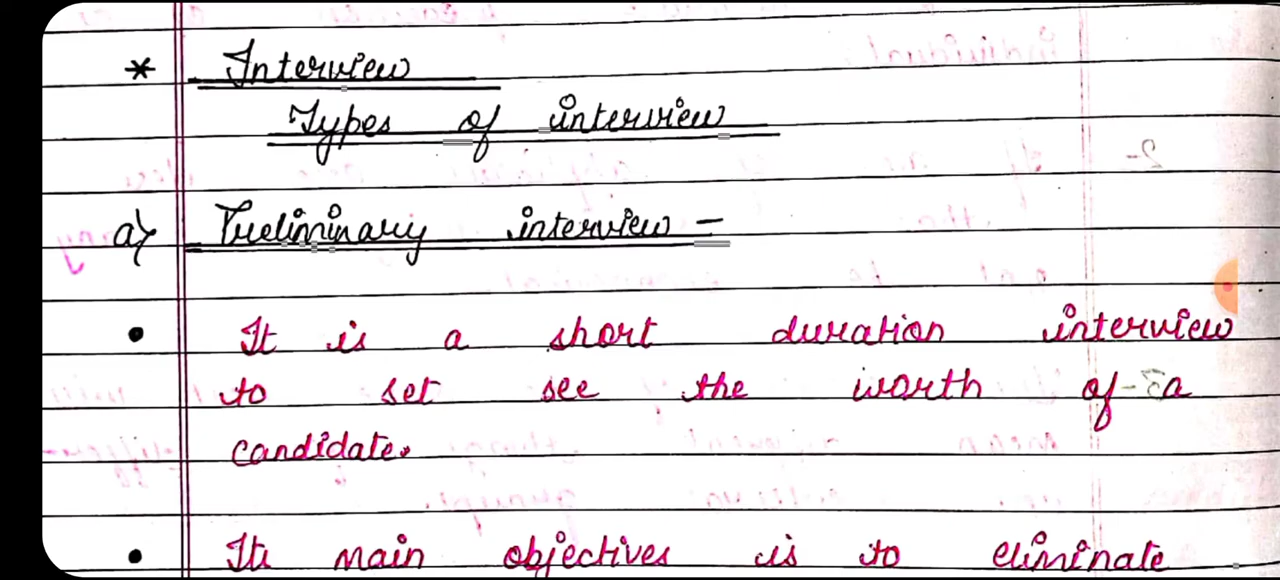 * Interview
Types of interview
a) Preliminary interview -
• It is a short duration interview
to set see the worth of a
candidate.
• Its main objectives is to eliminate